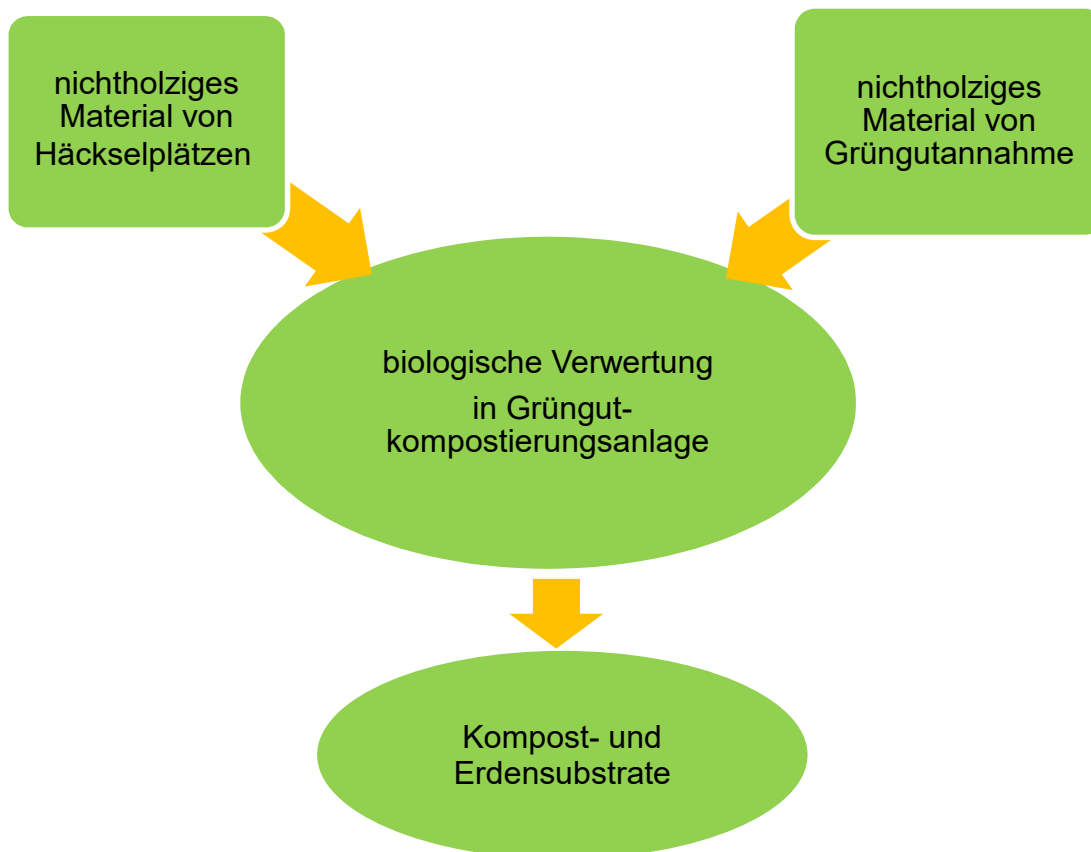 nichtholziges
Material von
Häckselplätzen
nichtholziges
Material von
Grüngutannahme
biologische Verwertung
in Grüngut-
kompostierungsanlage
Kompost- und
Erdensubstrate